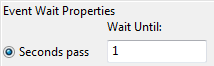 Event Wait Properties
Wait Until:
Seconds pass
1